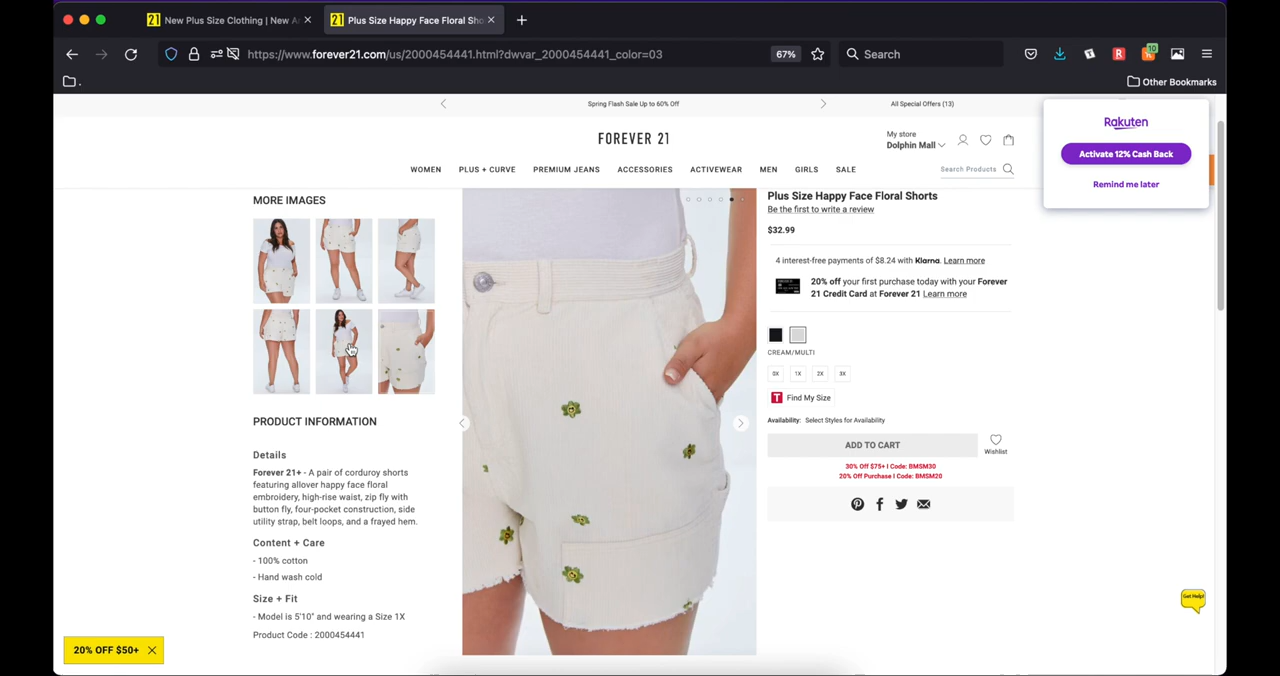 New Plus Size Clothing | New A
Plus Size Happy Face Floral Sho
https://www.forever21.com/us/2000454441.html?dwvar_2000454441_color=03
67%
Search
10
Other Bookmarks
Spring Flash Sale Up to 60% Off
All Special Offers (13)
Rakuten
Activate 12% Cash Back
Remind me later
FOREVER 21
My store
Dolphin Mall
WOMEN PLUS + CURVE PREMIUM JEANS ACCESSORIES ACTIVEWEAR MEN GIRLS SALE
Search Products
MORE IMAGES
Plus Size Happy Face Floral Shorts
Be the first to write a review
$32.99
4 interest-free payments of $8.24 with Klarna. Learn more
20% off your first purchase today with your Forever
21 Credit Card at Forever 21 Learn more
CREAM/MULTI
0X 1X 2X 3X
T Find My Size
Availability: Select Styles for Availability
ADD TO CART
Wishlist
30% Off $75+ I Code: BMSM30
20% Off Purchase I Code: BMSM20
PRODUCT INFORMATION
Details
Forever 21+ - A pair of corduroy shorts
featuring allover happy face floral
embroidery, high-rise waist, zip fly with
button fly, four-pocket construction, side
utility strap, belt loops, and a frayed hem.
Content + Care
- 100% cotton
- Hand wash cold
Size + Fit
- Model is 5'10" and wearing a Size 1X
Product Code : 2000454441
20% OFF $50+
Get Help!